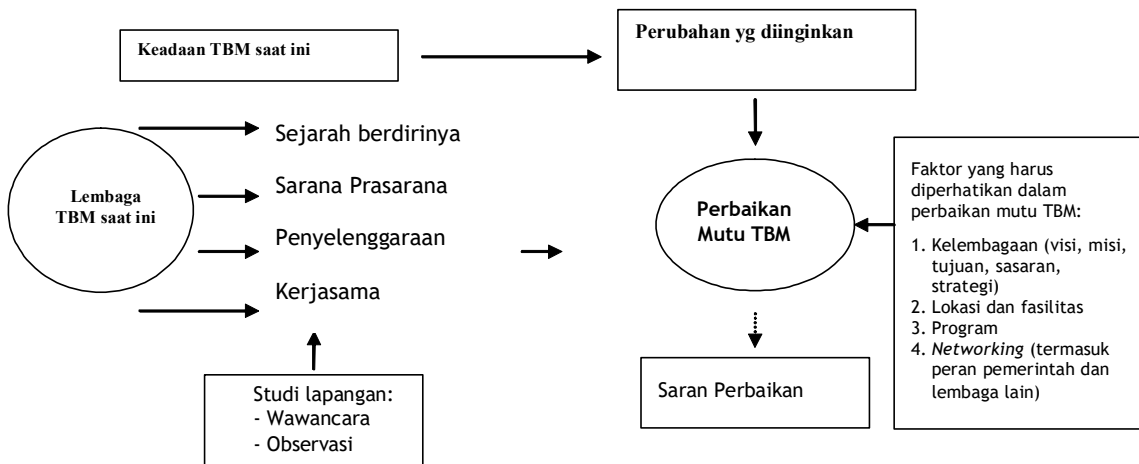 Keadaan TBM saat ini
Perubahan yg diinginkan
Lembaga
TBM saat ini
Sejarah berdirinya
Sarana Prasarana
Penyelenggaraan
Kerjasama
Studi lapangan:
- Wawancara
- Observasi
Perbaikan
Mutu TBM
Saran Perbaikan
Faktor yang harus
diperhatikan dalam
perbaikan mutu TBM:
1. Kelembagaan (visi, misi,
tujuan, sasaran,
strategi)
2. Lokasi dan fasilitas
3. Program
4. Networking (termasuk
peran pemerintah dan
lembaga lain)